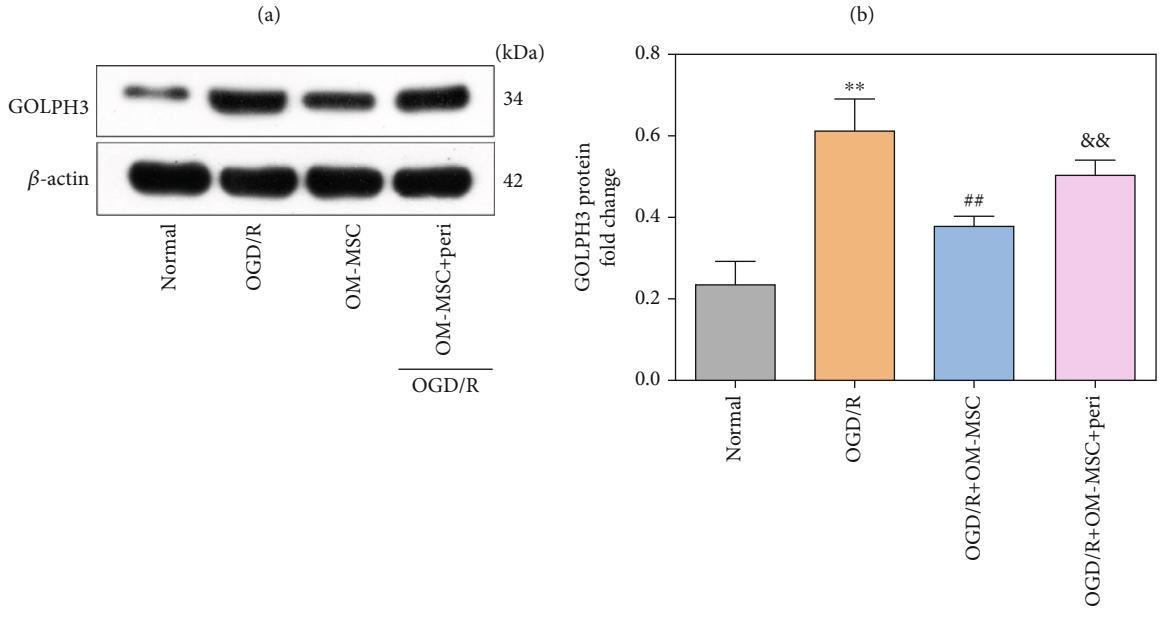 (a)
(kDa)
GOLPH3
34
β-actin
42
Normal
OGD/R
OM-MSC
OM-MSC+peri
OGD/R
(b)
0.8
0.6
0.4
0.2
0.0
GOLPH3 protein
fold change
**
##
&&
Normal
OGD/R
OGD/R+OM-MSC
OGD/R+OM-MSC+peri